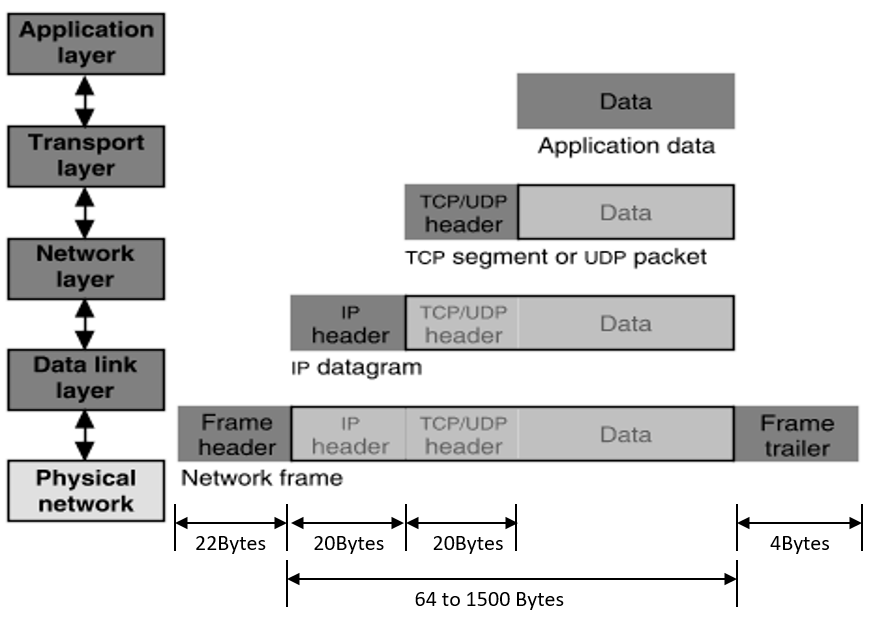 Application
layer
Data
Application data
Transport
layer
TCP/UDP
header
Data
TCP segment or UDP packet
Network
layer
IP
header
TCP/UDP
header
Data
IP datagram
Data link
layer
Frame
header
IP
header
TCP/UDP
header
Data
Frame
trailer
Physical
network
Network frame
22Bytes
20Bytes
20Bytes
4Bytes
64 to 1500 Bytes